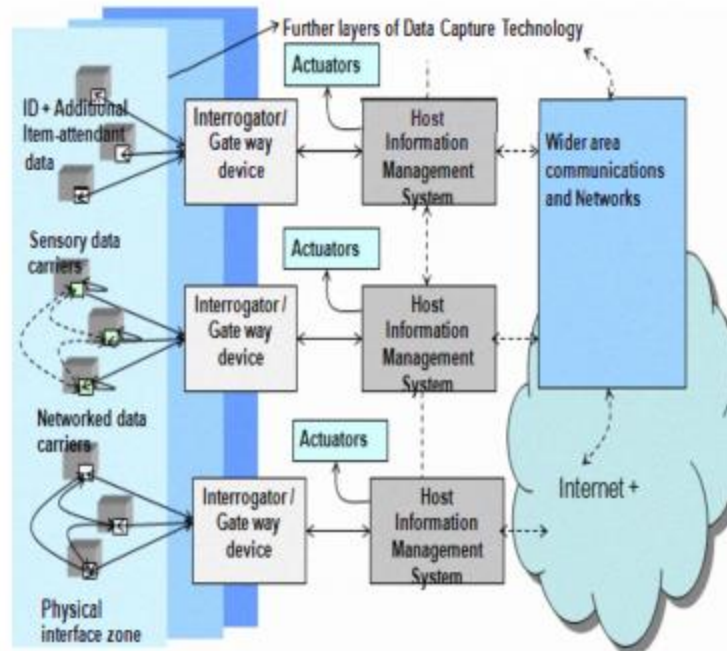 Further layers of Data Capture Technology
Actuators
ID + Additional
Item-attendant
data
Interrogator/
Gate way
device
Host
Information
Management
System
Wider area
communications
and Networks
Sensory data
carriers
Actuators
Interrogator /
Gate way
device
Host
Information
Management
System
Networked data
carriers
Actuators
Interrogator /
Gate way
device
Host
Information
Management
System
Internet +
Physical
interface zone